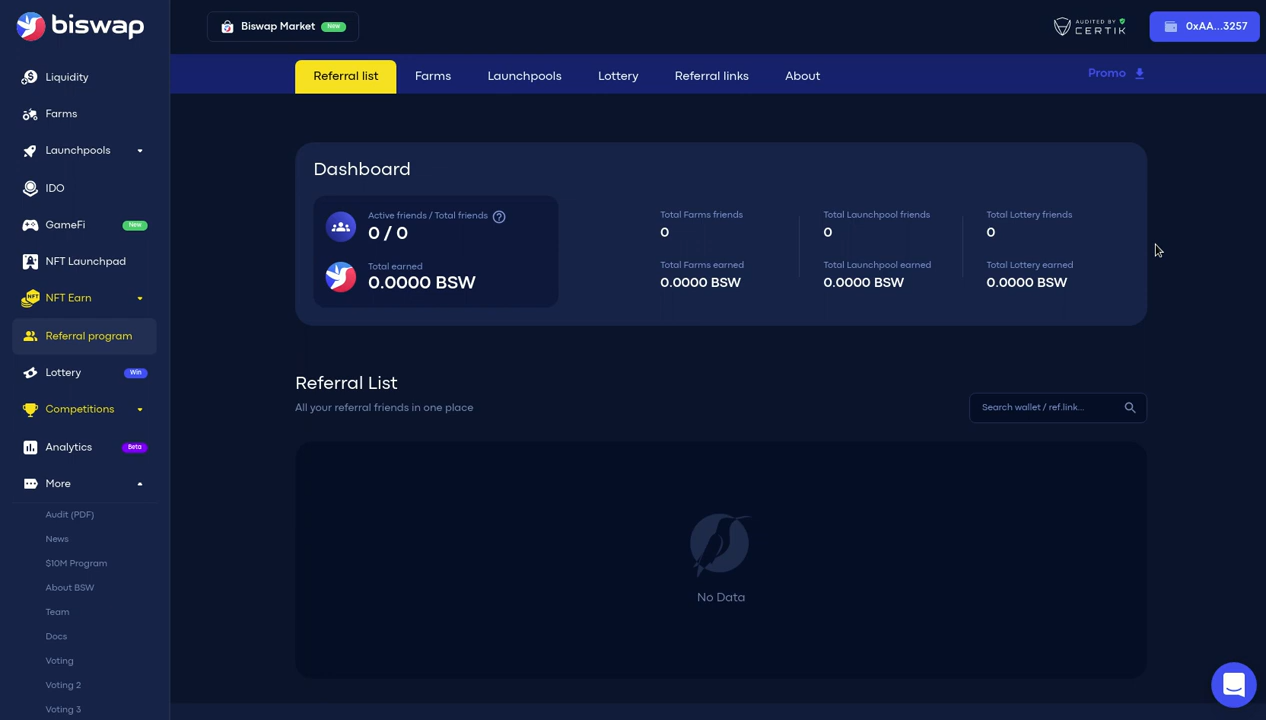 biswap
Biswap Market New
AUDITED BY
CERTIK
0xAA...3257
Liquidity
Farms
Launchpools
IDO
GameFi New
NFT Launchpad
NFT
NFT Earn
Referral program
Lottery Win
Competitions
Analytics Beta
More
Audit (PDF)
News
$10M Program
About BSW
Team
Docs
Voting
Voting 2
Voting 3
Referral list Farms Launchpools Lottery Referral links About
Promo
Dashboard
Active friends / Total friends ?
0 / 0
Total earned
0.0000 BSW
Total Farms friends
0
Total Farms earned
0.0000 BSW
Total Launchpool friends
0
Total Launchpool earned
0.0000 BSW
Total Lottery friends
0
Total Lottery earned
0.0000 BSW
Referral List
All your referral friends in one place
Search wallet / ref.link...
No Data